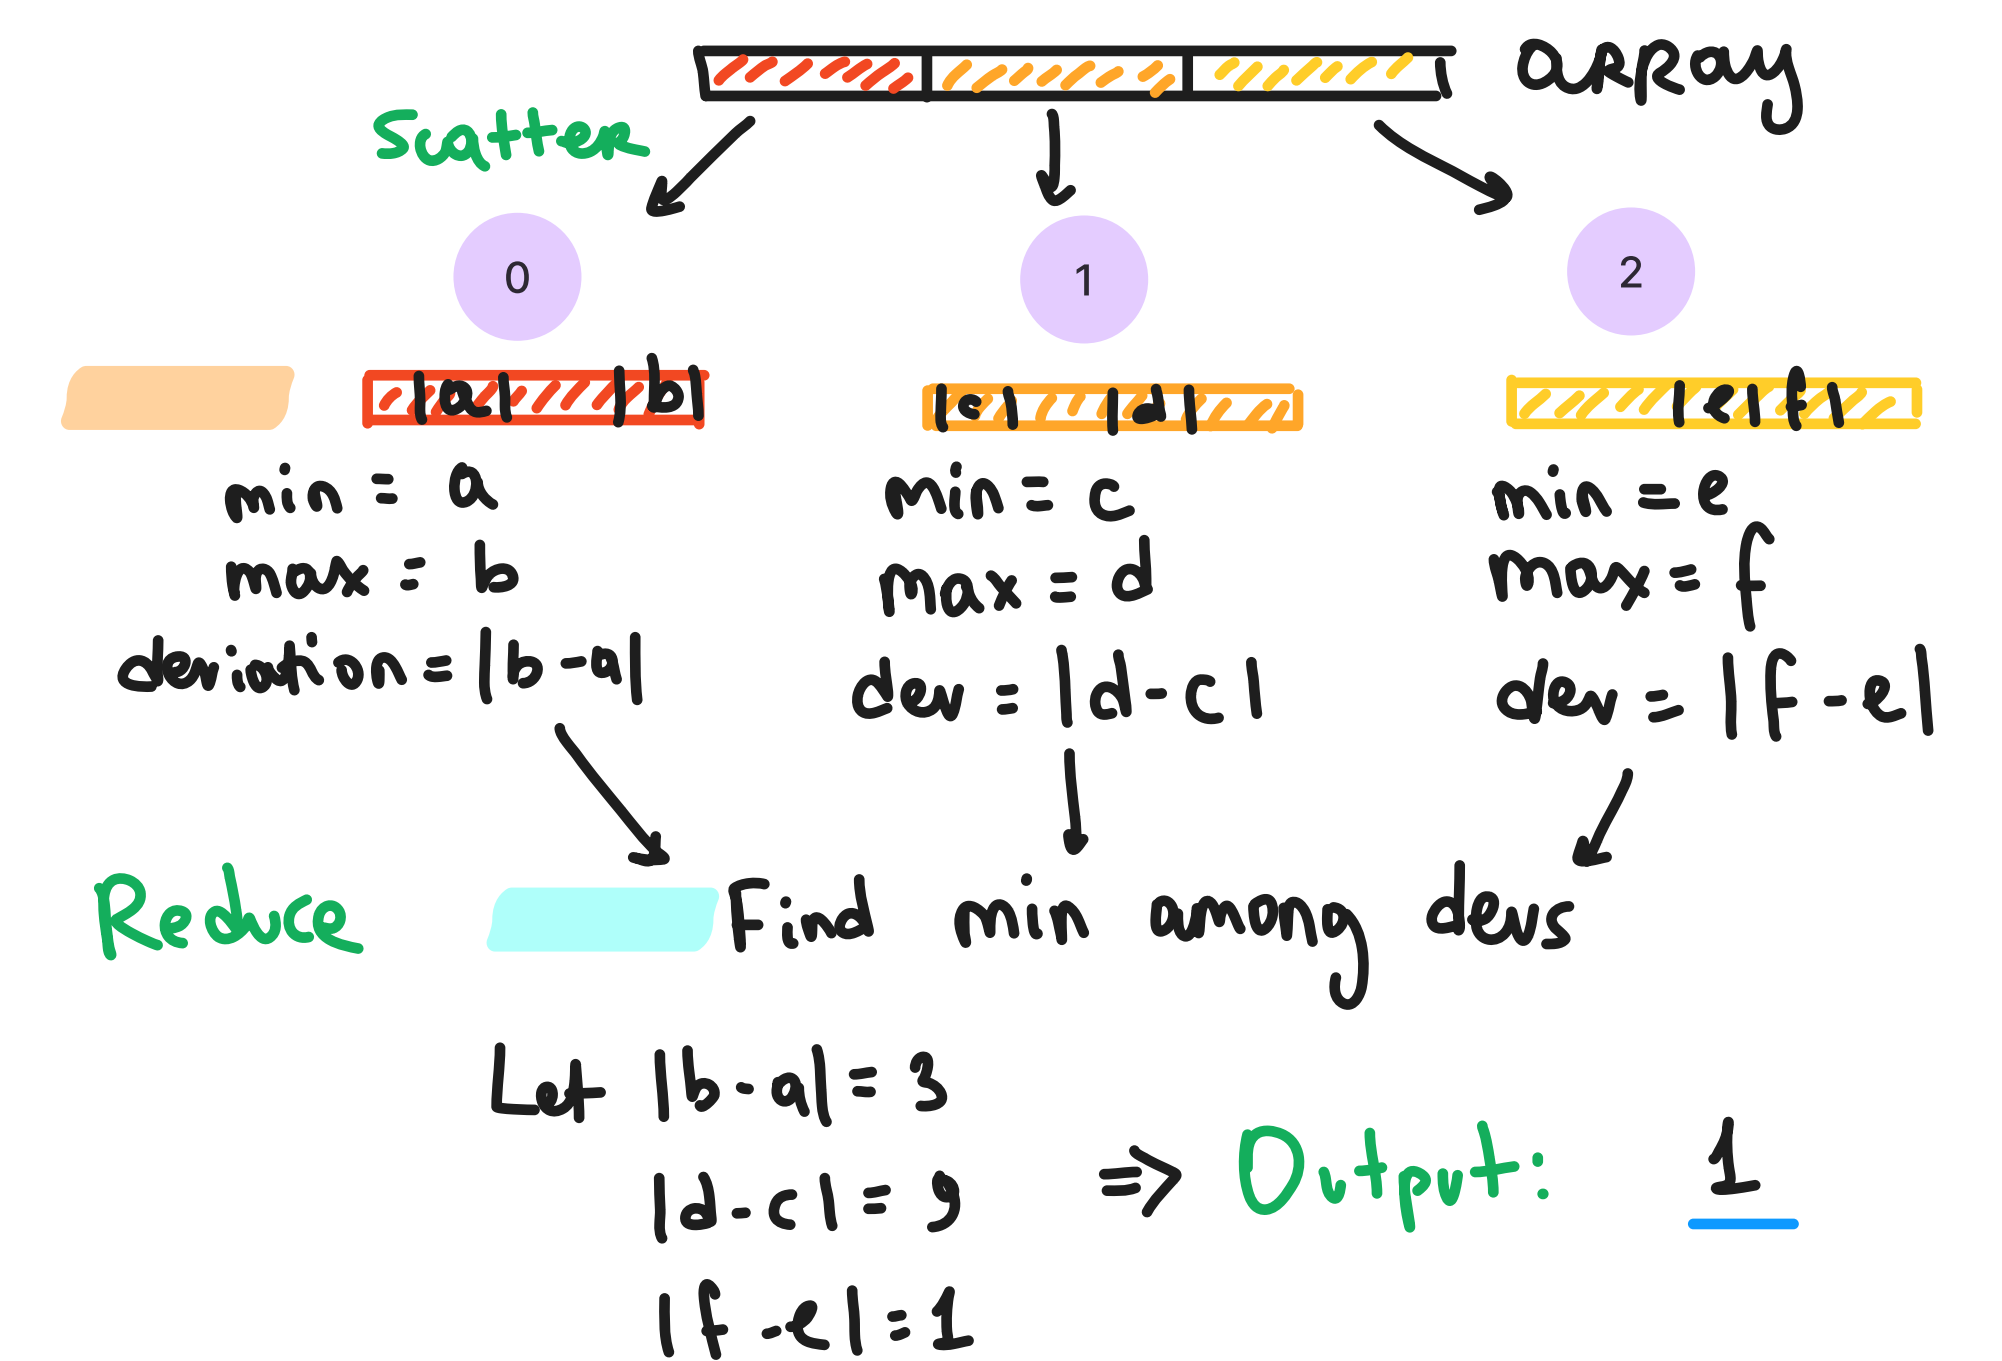 array
Scatter
0 1 2
|a| |b| |c| |d| |e|f|
min = a
max = b
deviation = |b-a|
min = c
max = d
dev = |d-c|
min = e
max = f
dev = |f-e|
Reduce
Find min among devs
Let |b-a| = 3
|d-c| = 9
|f-e| = 1
=> Output: 1